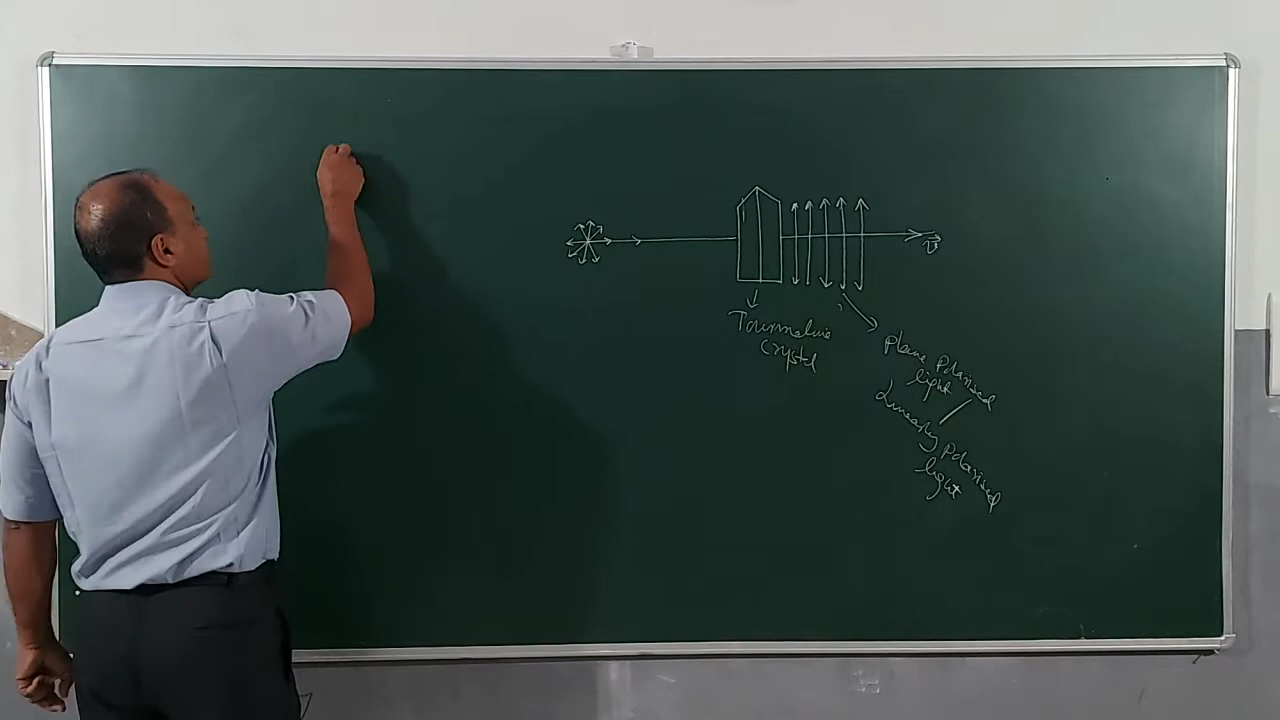 v
Tourmaline
Crystal
Plane Polarised
light
Linearly Polarised
light